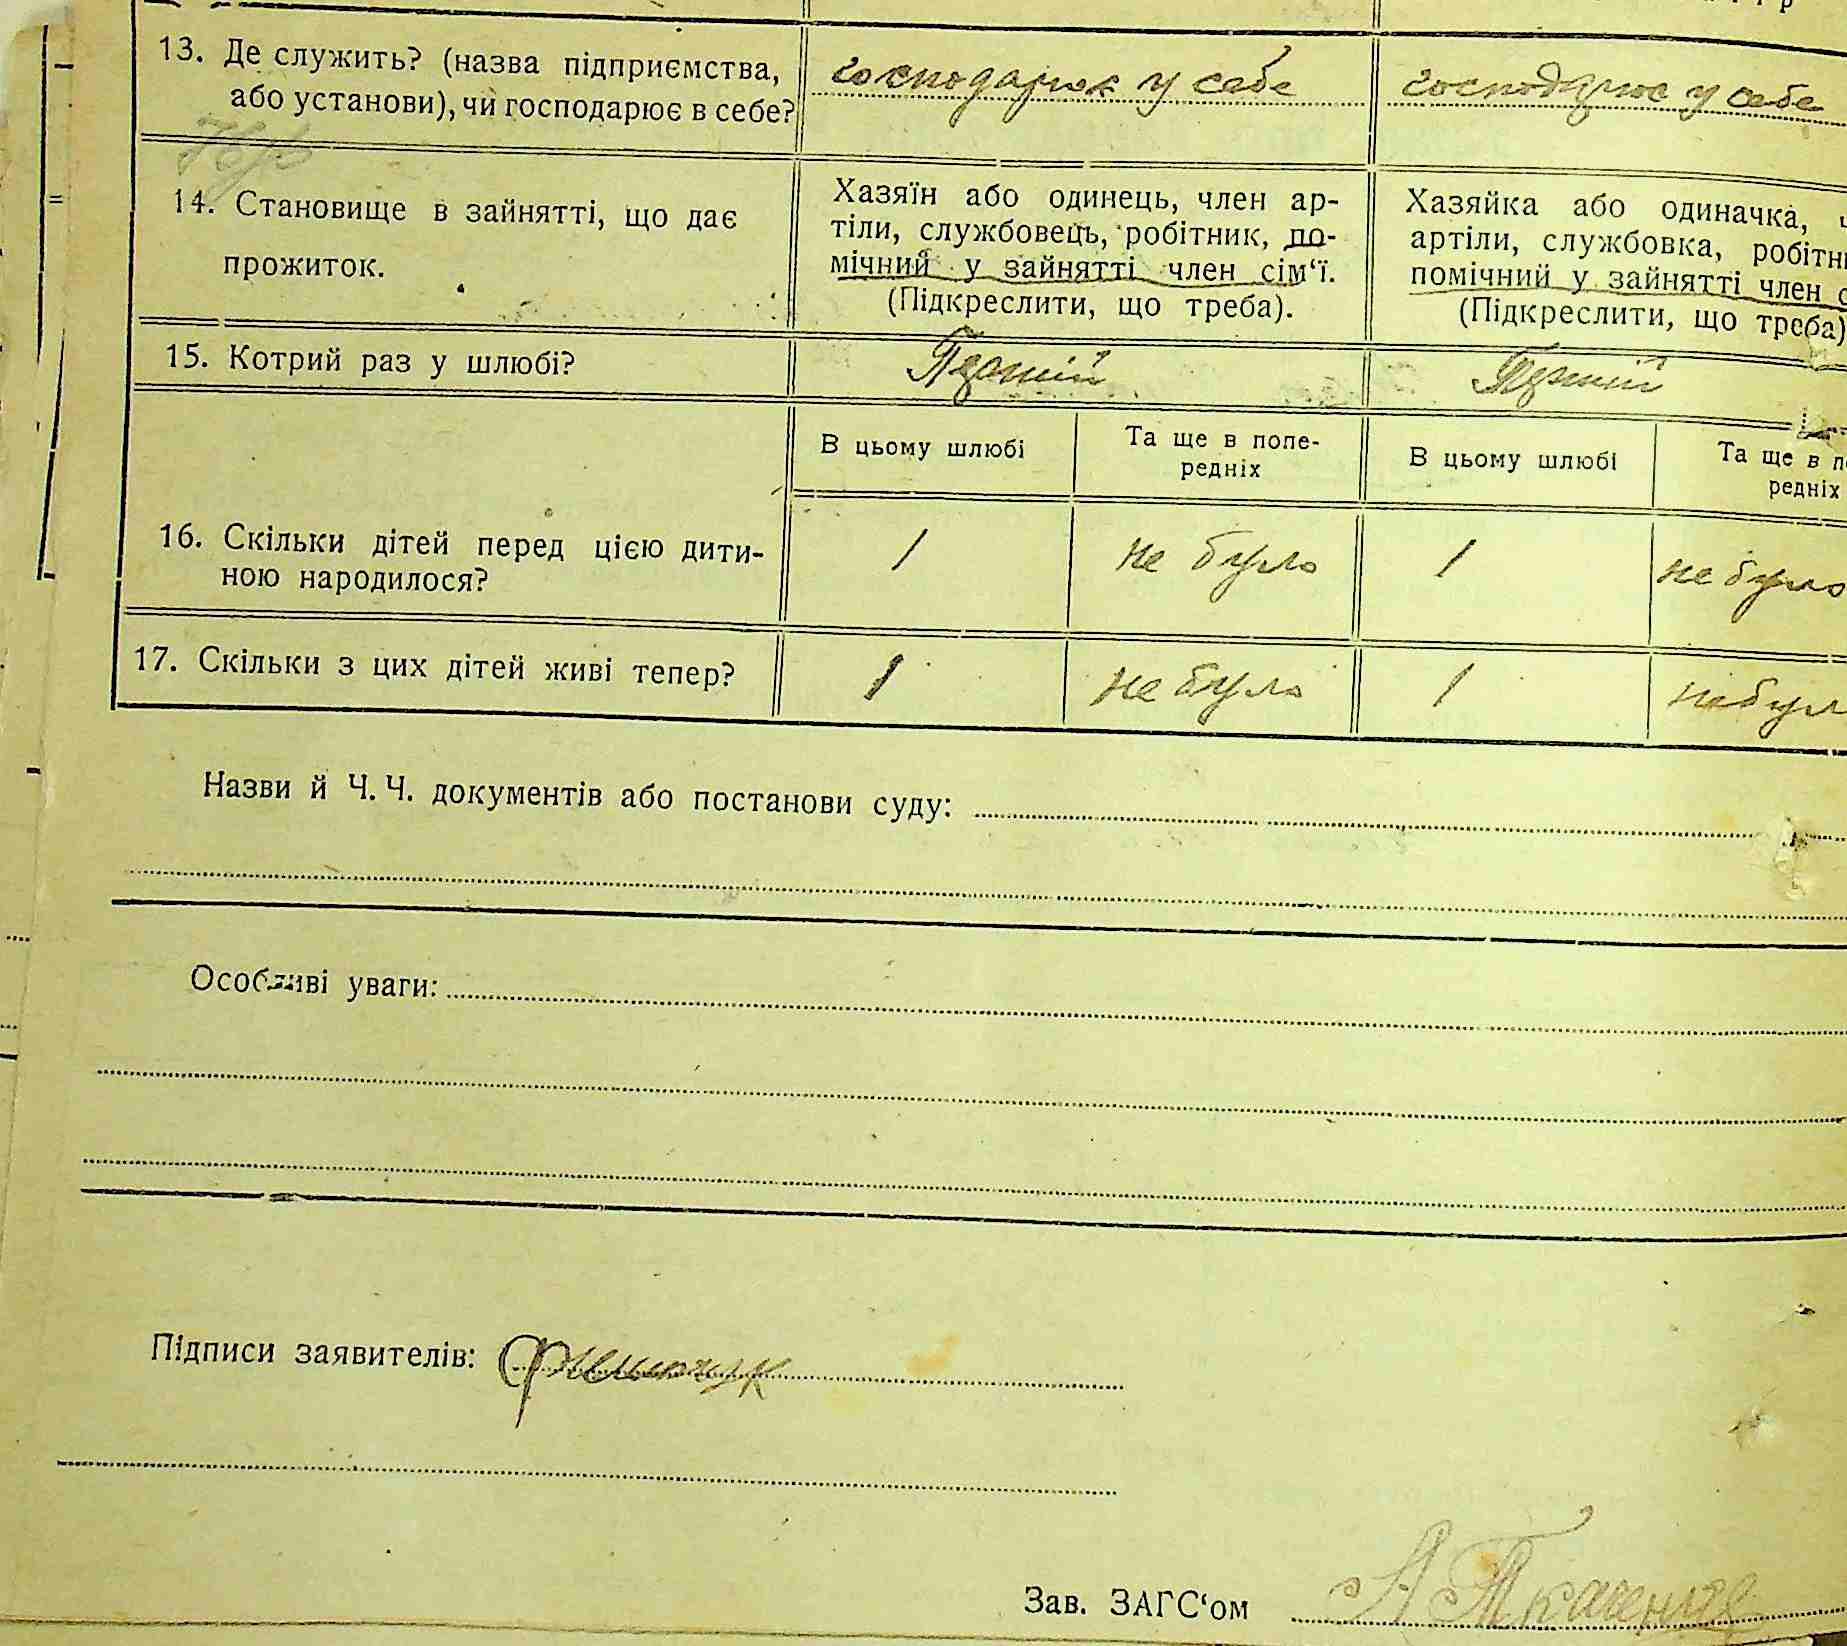 13. Де служить? (назва підприємства, або установи), чи господарює в себе?
господарює у себе
господарює у себе
14. Становище в зайнятті, що дає прожиток.
Хазяїн або одинець, член ар-
тіли, службовець, робітник, по-
мічний у зайнятті член сім‘ї.
(Підкреслити, що треба).
Хазяйка або одиначка, ч
артіли, службовка, робітн
помічний у зайнятті член с
(Підкреслити, що треба)
15. Котрий раз у шлюбі?
В цьому шлюбі
Та ще в попе-
редніх
В цьому шлюбі
Та ще в п
редніх
16. Скільки дітей перед цією дити-
ною народилося?
1 не було 1 не було
17. Скільки з цих дітей живі тепер?
1 не було 1 не бул
Назви й Ч. Ч. документів або постанови суду:
Особливі уваги:
Підписи заявителів:
Зав. ЗАГС‘ом Ткаченко